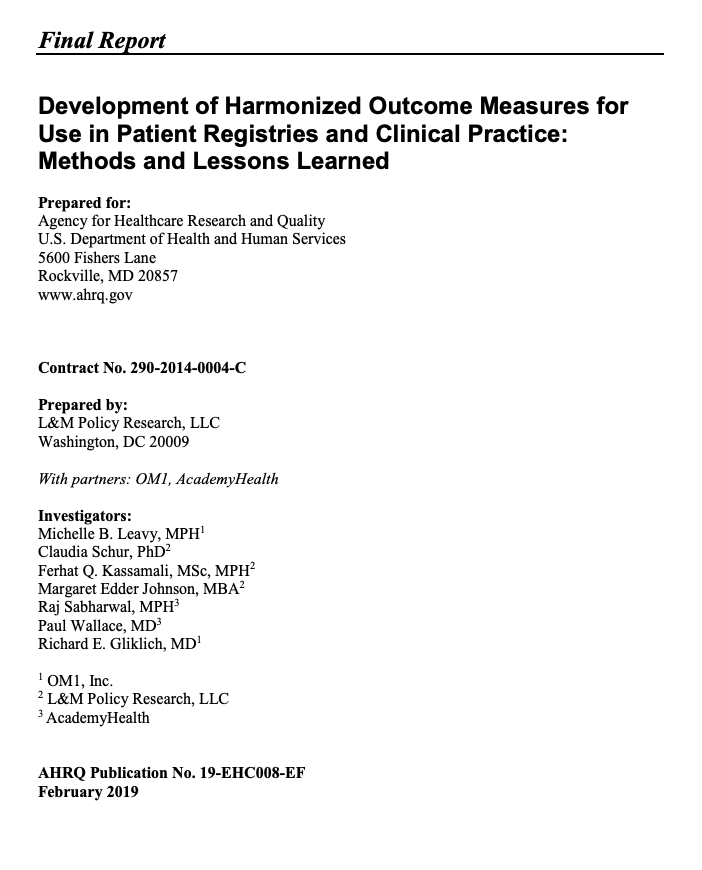 Final Report
Development of Harmonized Outcome Measures for
Use in Patient Registries and Clinical Practice:
Methods and Lessons Learned
Prepared for:
Agency for Healthcare Research and Quality
U.S. Department of Health and Human Services
5600 Fishers Lane
Rockville, MD 20857
www.ahrq.gov
Contract No. 290-2014-0004-C
Prepared by:
L&M Policy Research, LLC
Washington, DC 20009
With partners: OM1, AcademyHealth
Investigators:
Michelle B. Leavy, MPH¹
Claudia Schur, PhD²
Ferhat Q. Kassamali, MSc, MPH²
Margaret Edder Johnson, MBA²
Raj Sabharwal, MPH³
Paul Wallace, MD³
Richard E. Gliklich, MD¹
¹ OM1, Inc.
² L&M Policy Research, LLC
³ AcademyHealth
AHRQ Publication No. 19-EHC008-EF
February 2019